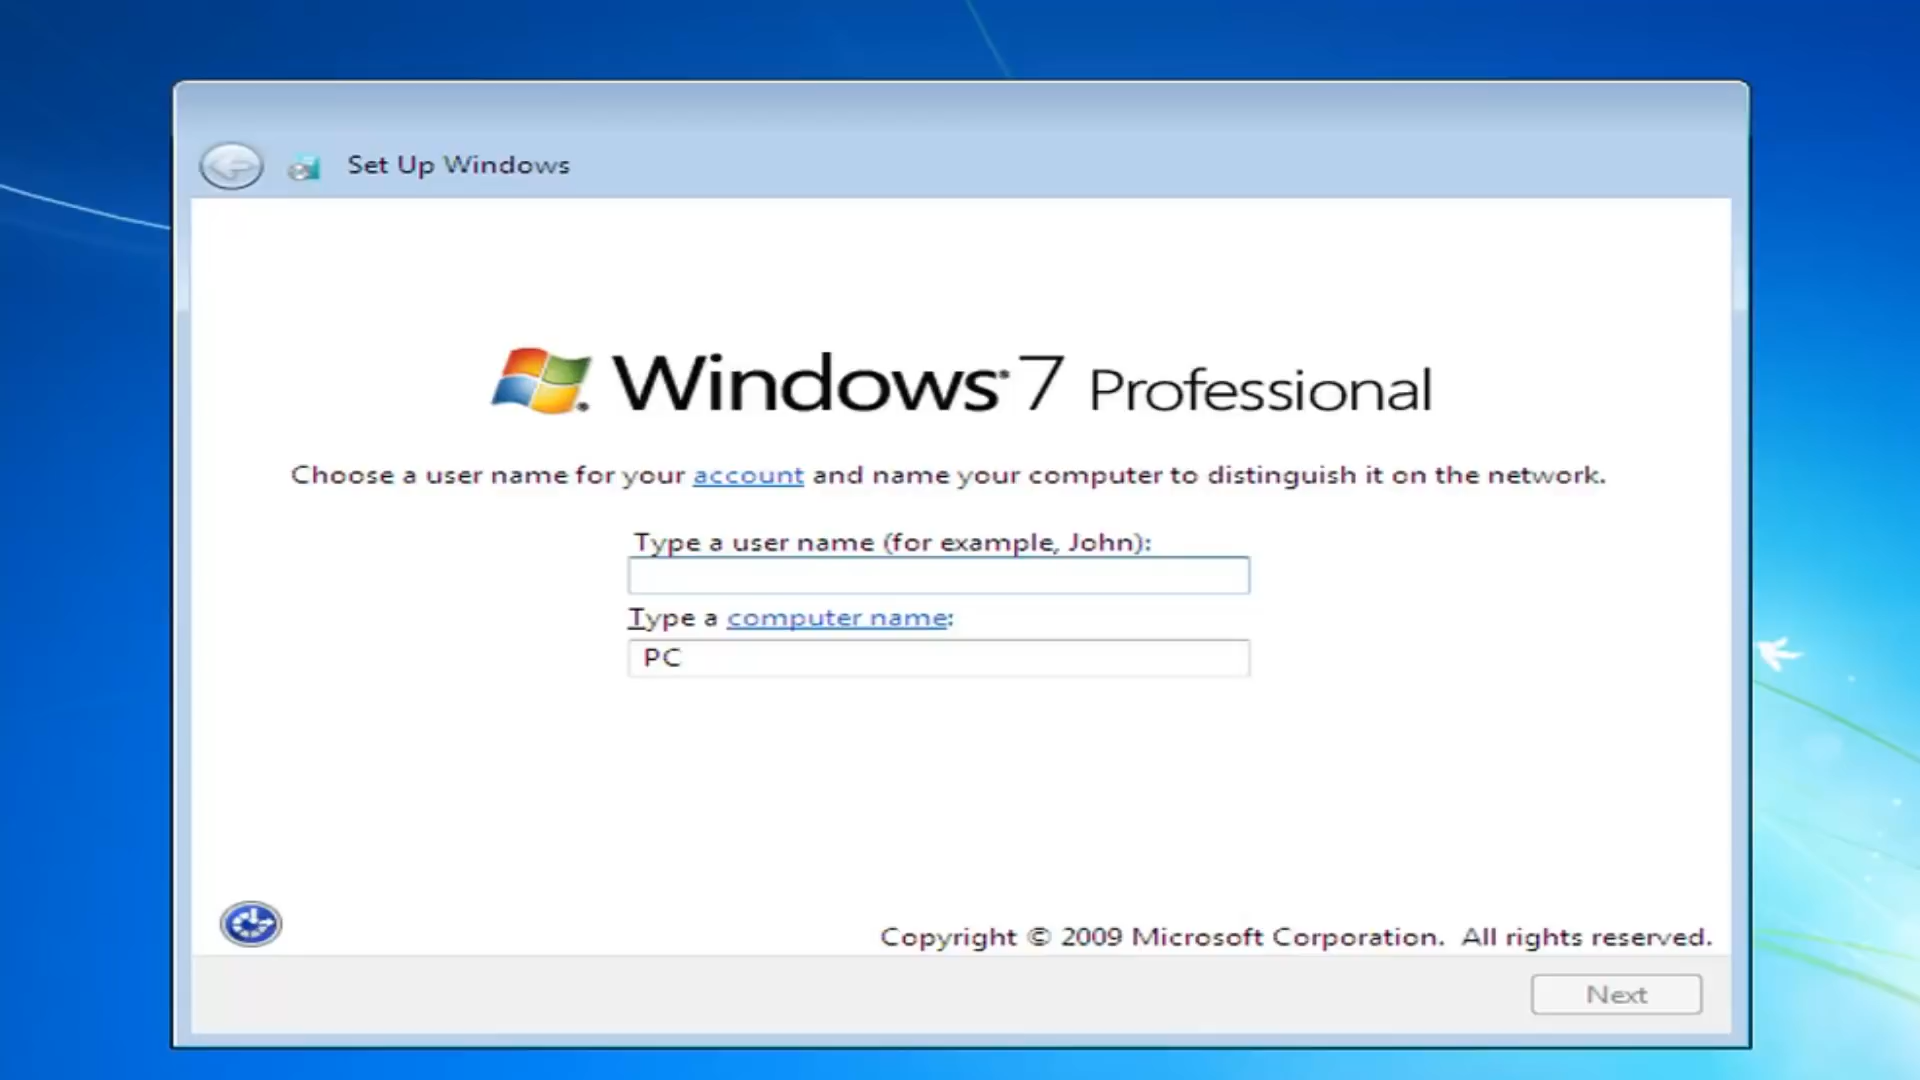 Set Up Windows
Windows 7 Professional
Choose a user name for your account and name your computer to distinguish it on the network.
Type a user name (for example, John):
Type a computer name:
PC
Copyright © 2009 Microsoft Corporation. All rights reserved.
Next